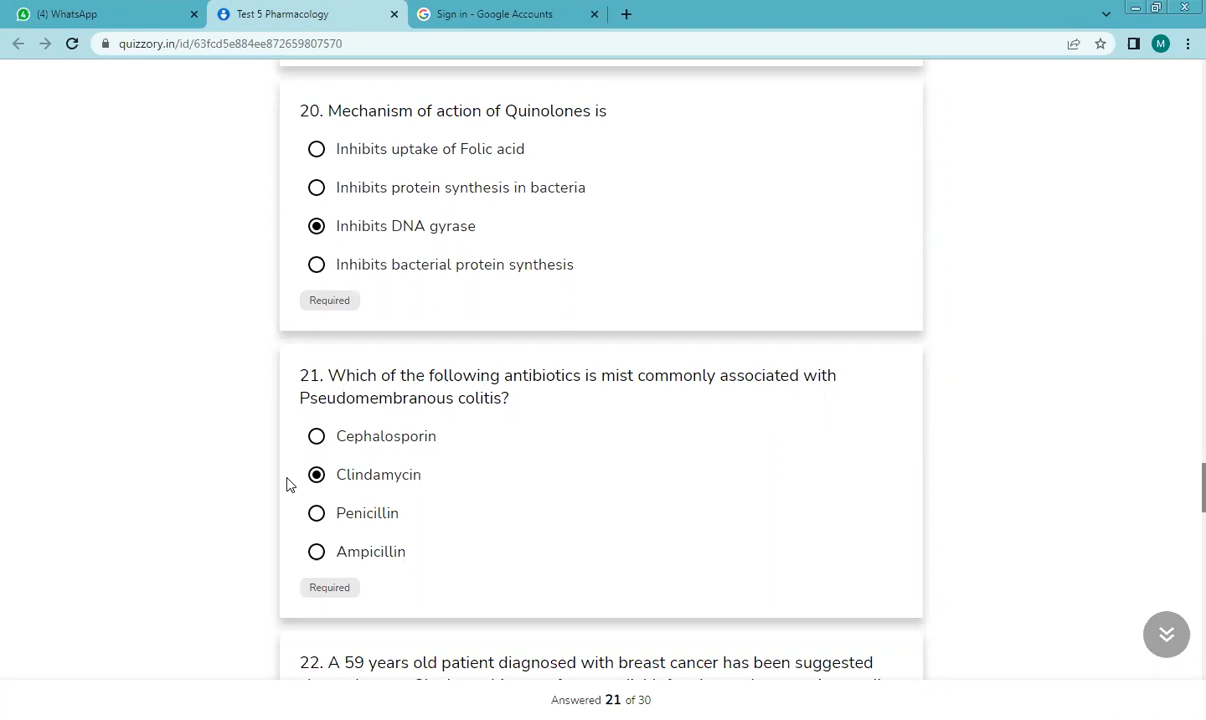 (4) WhatsApp
Test 5 Pharmacology
Sign in - Google Accounts
quizzory.in/id/63fcd5e884ee872659807570
M
20. Mechanism of action of Quinolones is
Inhibits uptake of Folic acid
Inhibits protein synthesis in bacteria
Inhibits DNA gyrase
Inhibits bacterial protein synthesis
Required
21. Which of the following antibiotics is mist commonly associated with
Pseudomembranous colitis?
Cephalosporin
Clindamycin
Penicillin
Ampicillin
Required
22. A 59 years old patient diagnosed with breast cancer has been suggested
Answered 21 of 30